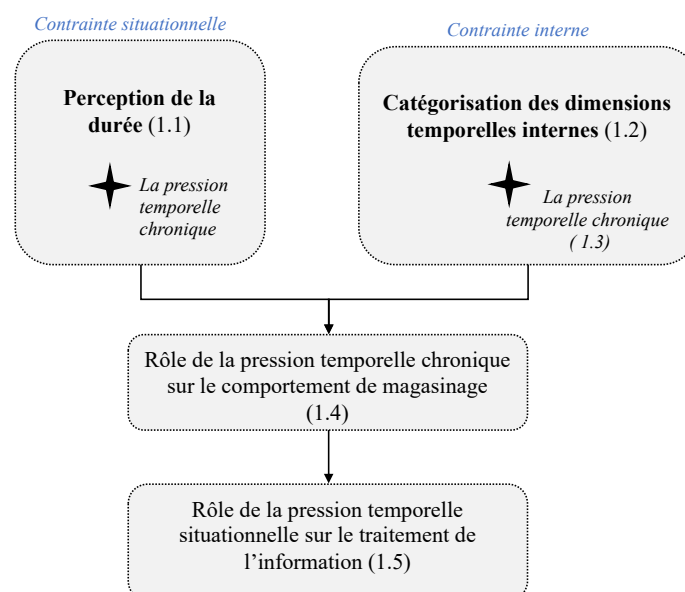 Contrainte situationnelle
Perception de la
durée (1.1)
La pression
temporelle
chronique
Contrainte interne
Catégorisation des dimensions
temporelles internes (1.2)
La pression
temporelle chronique
( 1.3)
Rôle de la pression temporelle chronique
sur le comportement de magasinage
(1.4)
Rôle de la pression temporelle
situationnelle sur le traitement de
l’information (1.5)